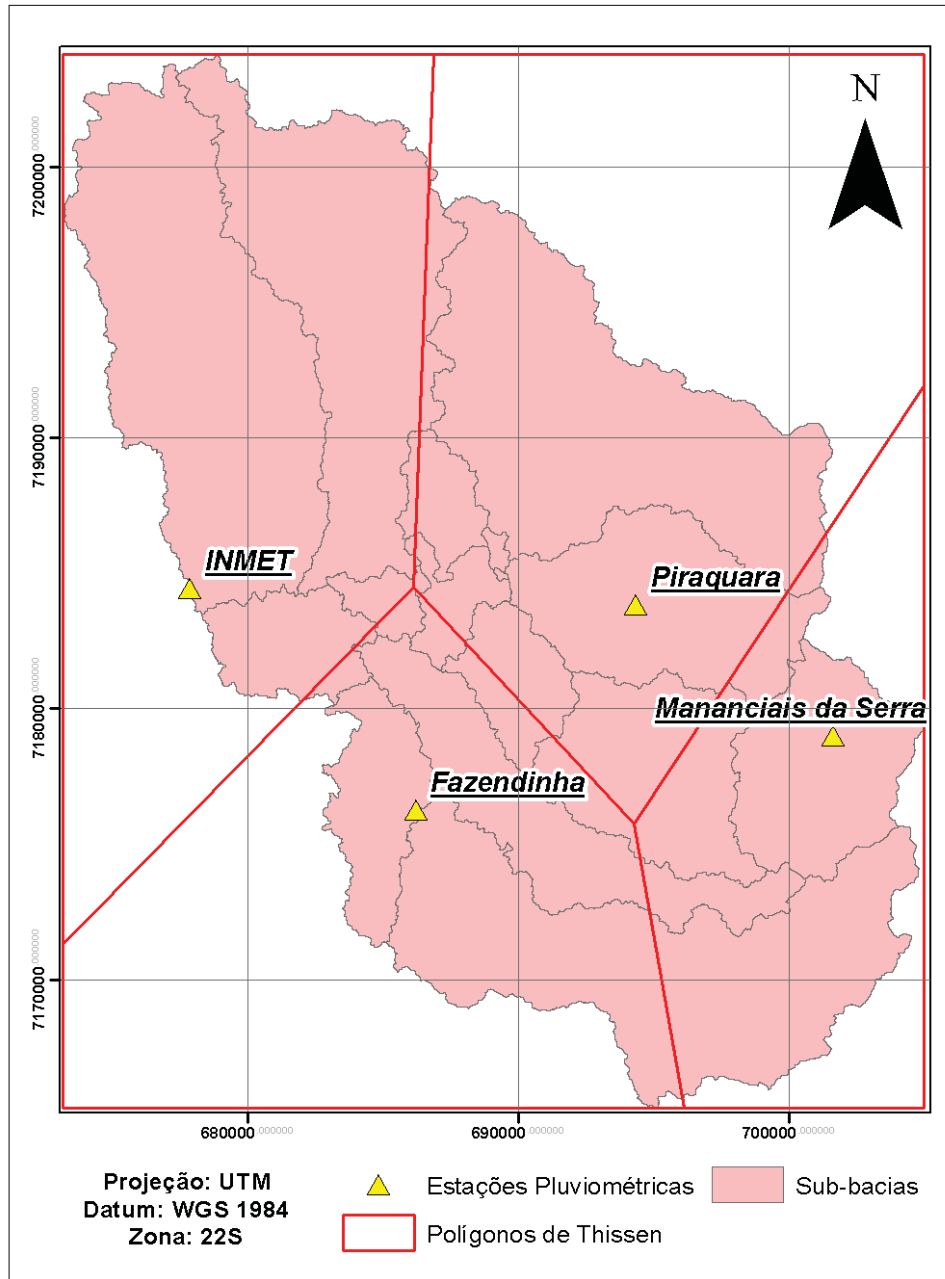 N
7200000.000000
7190000.000000
7180000.000000
7170000.000000
INMET
Piraquara
Mananciais da Serra
Fazendinha
680000.000000
690000.000000
700000.000000
Projeção: UTM
Datum: WGS 1984
Zona: 22S
Estações Pluviométricas
Sub-bacias
Polígonos de Thissen